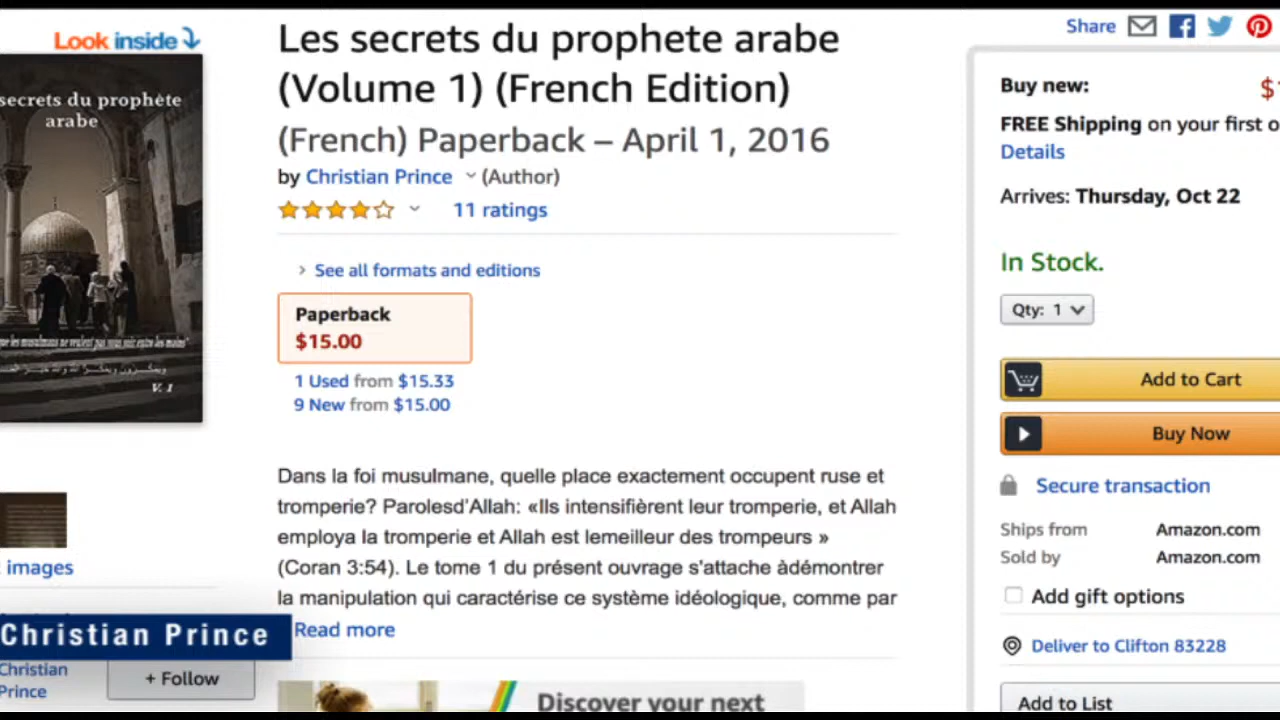 Look inside
secrets du prophète
arabe
V. 1
images
Christian Prince
Christian
Prince
+ Follow
Les secrets du prophete arabe
(Volume 1) (French Edition)
(French) Paperback – April 1, 2016
by Christian Prince (Author)
11 ratings
See all formats and editions
Paperback
$15.00
1 Used from $15.33
9 New from $15.00
Dans la foi musulmane, quelle place exactement occupent ruse et
tromperie? Parolesd'Allah: «Ils intensifièrent leur tromperie, et Allah
employa la tromperie et Allah est lemeilleur des trompeurs »
(Coran 3:54). Le tome 1 du présent ouvrage s'attache àdémontrer
la manipulation qui caractérise ce système idéologique, comme par
Read more
Discover your next
Share
Buy new:
FREE Shipping on your first
Details
Arrives: Thursday, Oct 22
In Stock.
Qty: 1
Add to Cart
Buy Now
Secure transaction
Ships from Amazon.com
Sold by Amazon.com
Add gift options
Deliver to Clifton 83228
Add to List